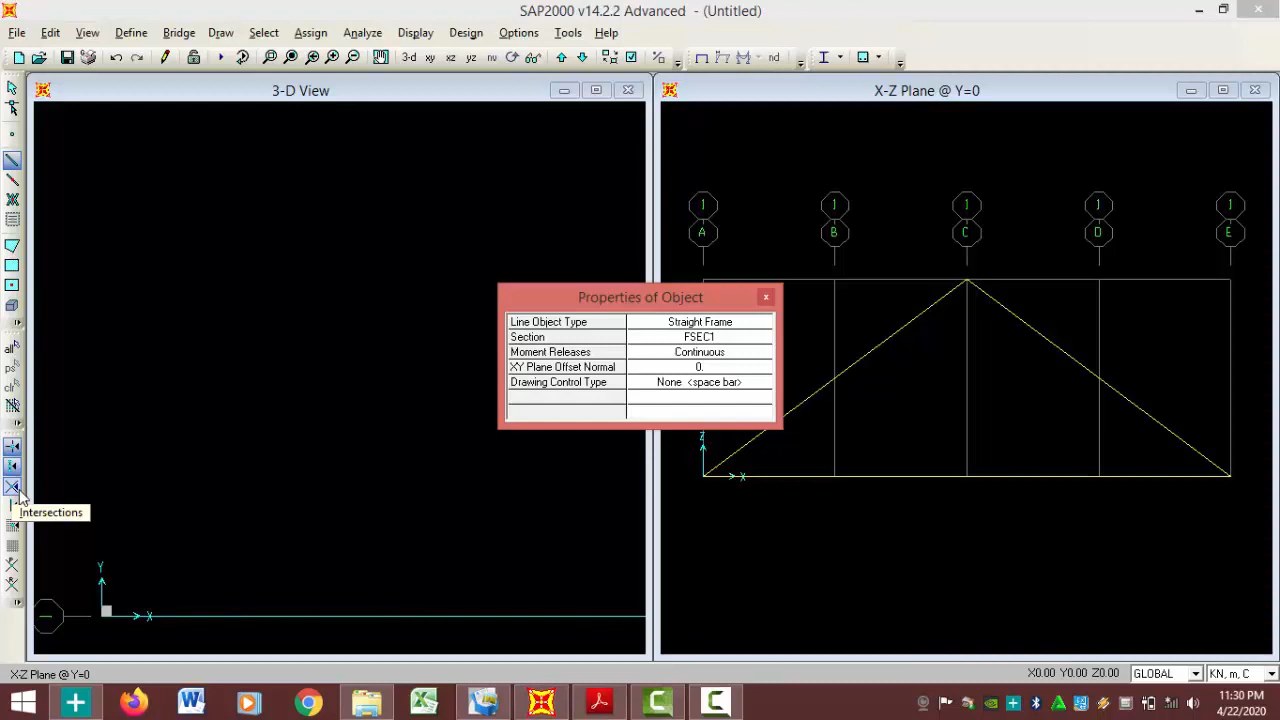 SAP2000 v14.2.2 Advanced - (Untitled)
File Edit View Define Bridge Draw Select Assign Analyze Display Design Options Tools Help
3-d xy xz yz nv nd
3-D View
X-Z Plane @ Y=0
1 1 1 1 1
A B C D E
Properties of Object
Line Object Type Straight Frame
Section FSEC1
Moment Releases Continuous
XY Plane Offset Normal 0.
Drawing Control Type None <space bar>
all
ps
clr
Z
X
Intersections
Y
X
X-Z Plane @ Y=0
X0.00 Y0.00 Z0.00
GLOBAL
KN, m, C
11:30 PM
4/22/2020